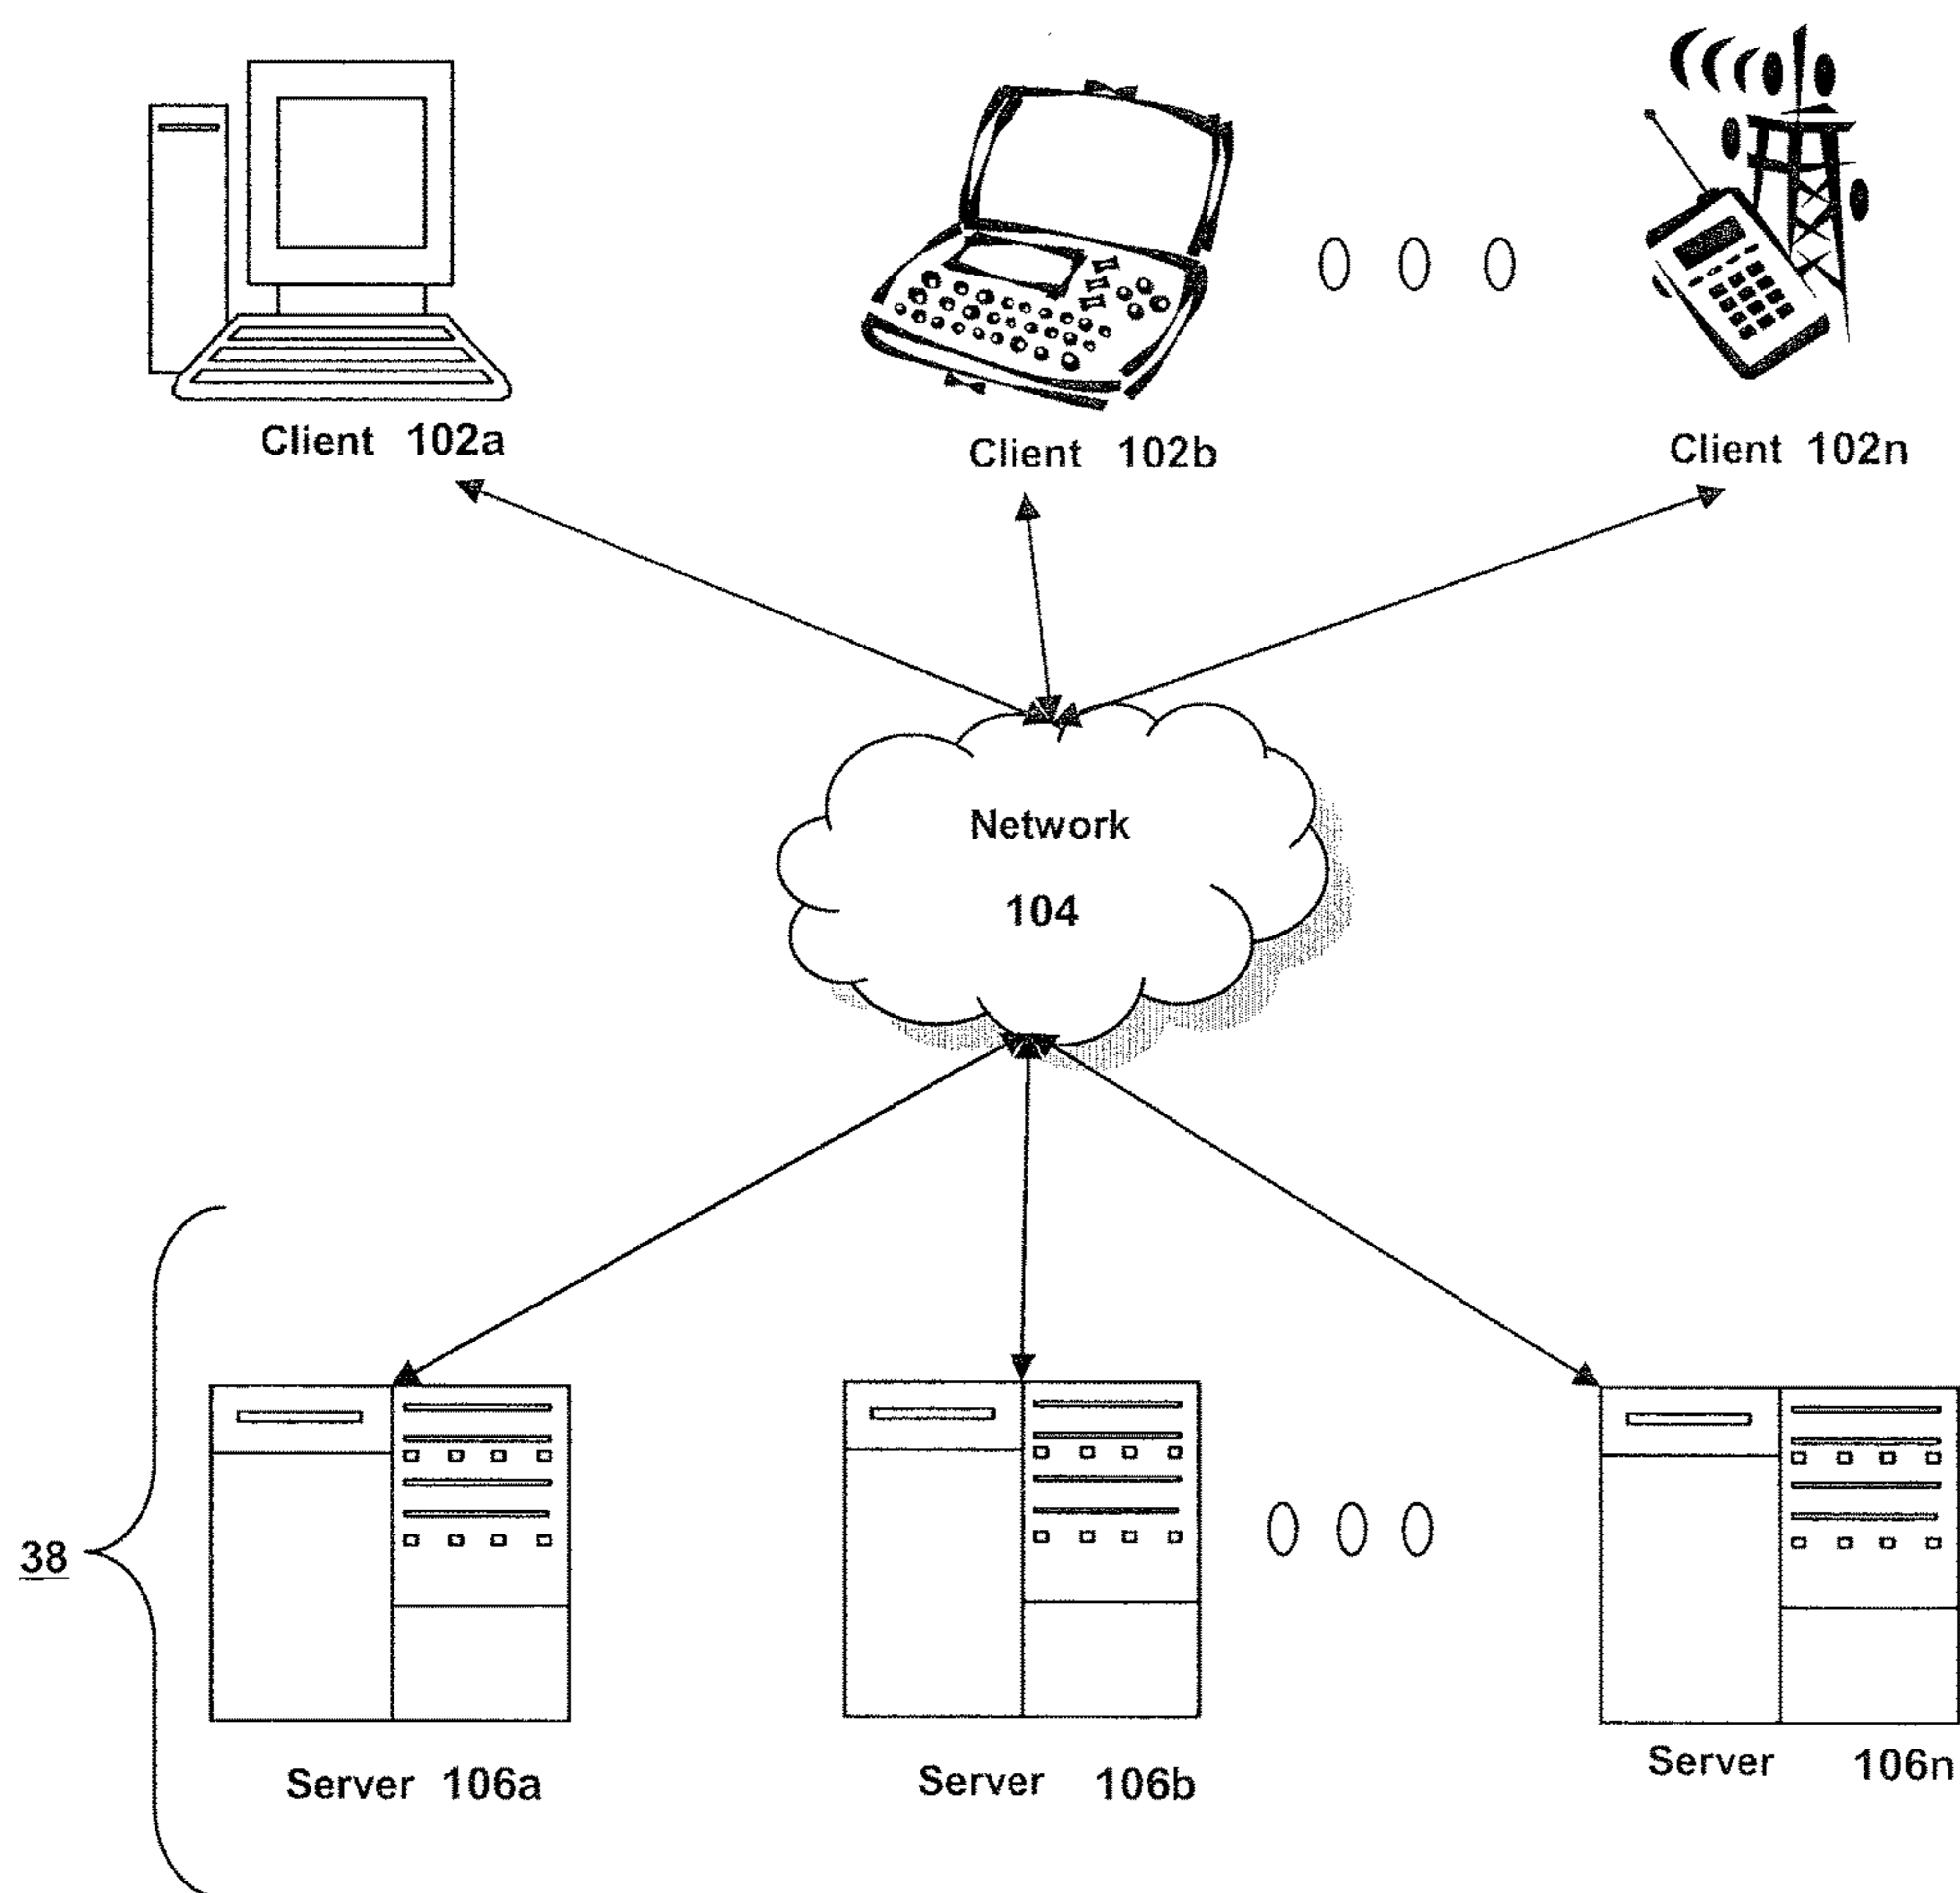 Client 102a
Client 102b
Client 102n
Network
104
38
Server 106a
Server 106b
Server 106n